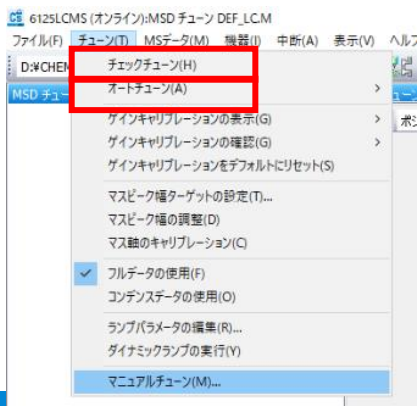 6125LCMS (オンライン):MSD チューン DEF_LC.M
ファイル(F) チューン(T) MSデータ(M) 機器(I) 中断(A) 表示(V) ヘル
D:¥CHEM
チェックチューン(H)
MSD チュー
オートチューン(A)
ゲインキャリブレーションの表示(G)
ポジ
ゲインキャリブレーションの確認(G)
ゲインキャリブレーションをデフォルトにリセット(S)
マスピーク幅ターゲットの設定(T)...
マスピーク幅の調整(D)
マス軸のキャリブレーション(C)
フルデータの使用(F)
コンデンスデータの使用(O)
ランプパラメータの編集(R)...
ダイナミックランプの実行(Y)
マニュアルチューン(M)...